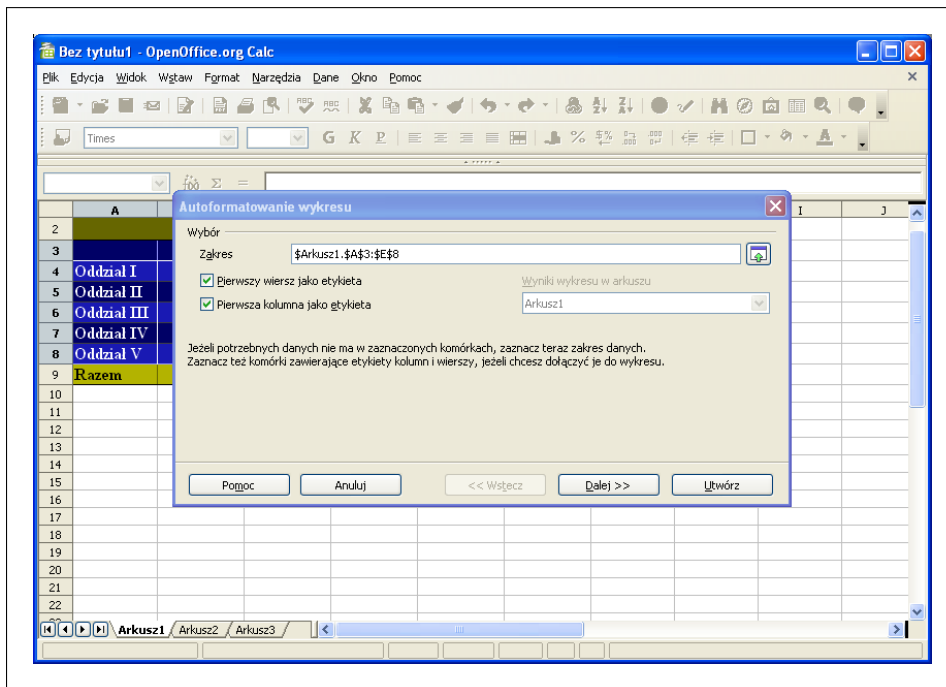 Bez tytułu1 - OpenOffice.org Calc
Plik Edycja Widok Wstaw Format Narzędzia Dane Okno Pomoc
Times G K P
Autoformatowanie wykresu
Wybór
Zakres $Arkusz1.$A$3:$E$8
Pierwszy wiersz jako etykieta
Wyniki wykresu w arkuszu
Pierwsza kolumna jako etykieta
Arkusz1
Jeżeli potrzebnych danych nie ma w zaznaczonych komórkach, zaznacz teraz zakres danych.
Zaznacz też komórki zawierające etykiety kolumn i wierszy, jeżeli chcesz dołączyć je do wykresu.
Pomoc Anuluj << Wstecz Dalej >> Utwórz
A I J
2
3
4 Oddział I
5 Oddział II
6 Oddział III
7 Oddział IV
8 Oddział V
9 Razem
10
11
12
13
14
15
16
17
18
19
20
21
22
Arkusz1 Arkusz2 Arkusz3